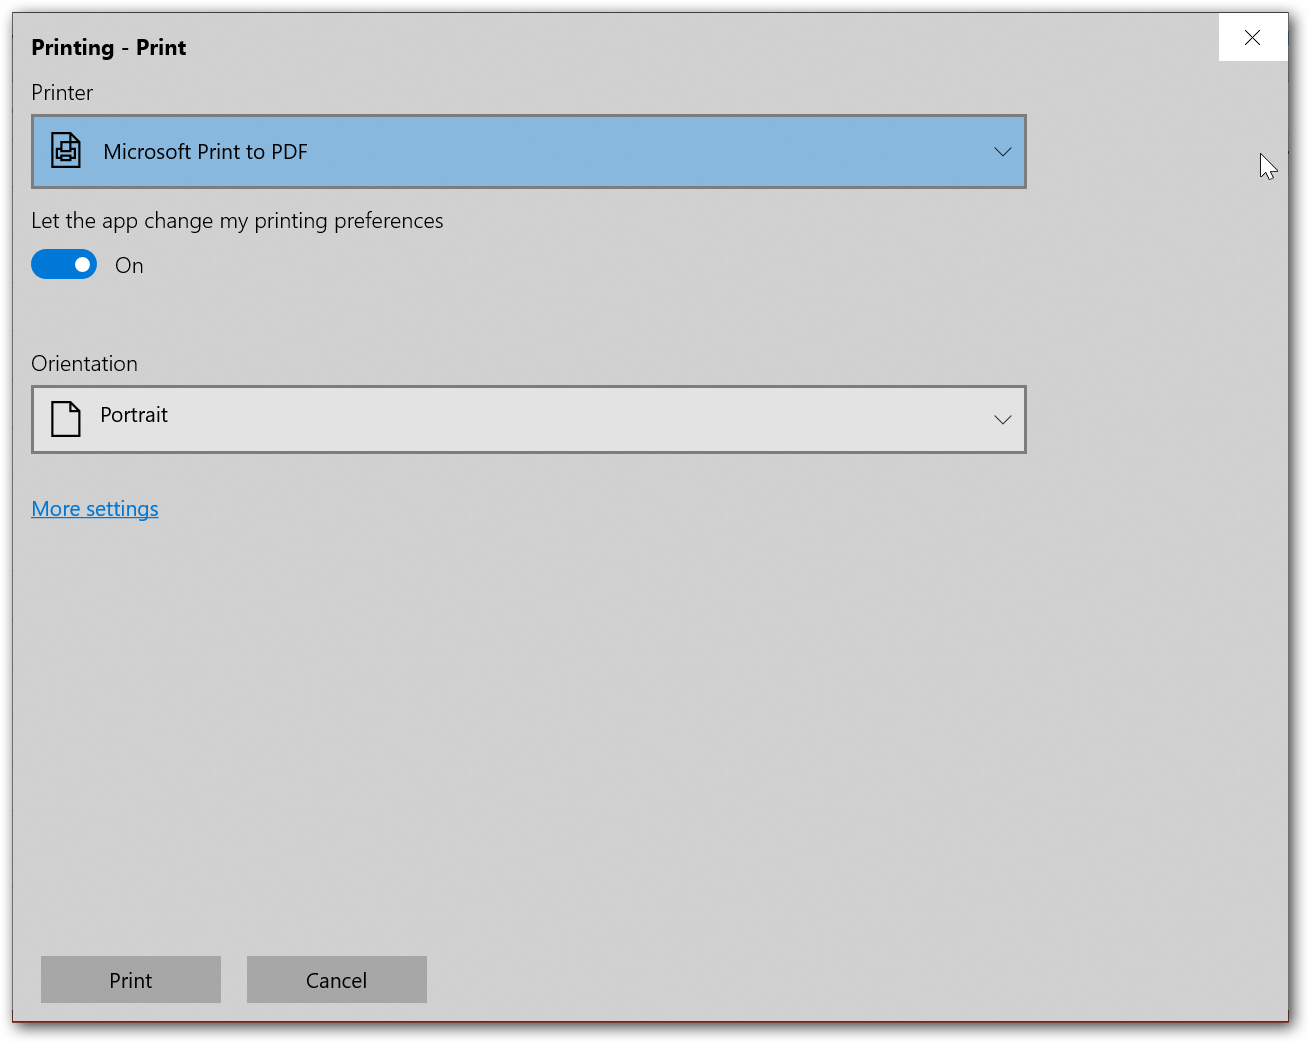 Printing - Print
Printer
Microsoft Print to PDF
Let the app change my printing preferences
On
Orientation
Portrait
More settings
Print
Cancel